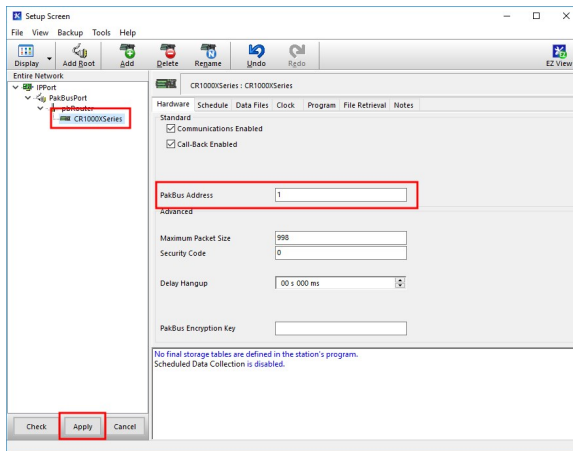 Setup Screen
File View Backup Tools Help
Display Add Root Add Delete Rename Undo Redo EZ View
Entire Network
IPPort
PakBusPort
pbRouter
CR1000XSeries
CR1000XSeries : CR1000XSeries
Hardware Schedule Data Files Clock Program File Retrieval Notes
Standard
Communications Enabled
Call-Back Enabled
PakBus Address 1
Advanced
Maximum Packet Size 998
Security Code 0
Delay Hangup 00 s 000 ms
PakBus Encryption Key
No final storage tables are defined in the station's program.
Scheduled Data Collection is disabled.
Check Apply Cancel